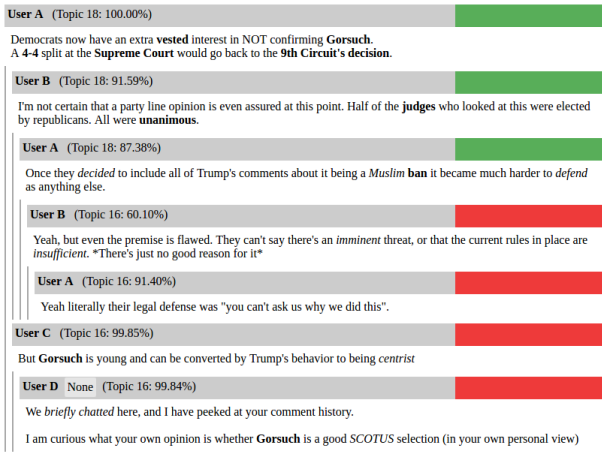 User A (Topic 18: 100.00%)
Democrats now have an extra vested interest in NOT confirming Gorsuch.
A 4-4 split at the Supreme Court would go back to the 9th Circuit's decision.
User B (Topic 18: 91.59%)
I'm not certain that a party line opinion is even assured at this point. Half of the judges who looked at this were elected
by republicans. All were unanimous.
User A (Topic 18: 87.38%)
Once they decided to include all of Trump's comments about it being a Muslim ban it became much harder to defend
as anything else.
User B (Topic 16: 60.10%)
Yeah, but even the premise is flawed. They can't say there's an imminent threat, or that the current rules in place are
insufficient. *There's just no good reason for it*
User A (Topic 16: 91.40%)
Yeah literally their legal defense was "you can't ask us why we did this".
User C (Topic 16: 99.85%)
But Gorsuch is young and can be converted by Trump's behavior to being centrist
User D None (Topic 16: 99.84%)
We briefly chatted here, and I have peeked at your comment history.
I am curious what your own opinion is whether Gorsuch is a good SCOTUS selection (in your own personal view)